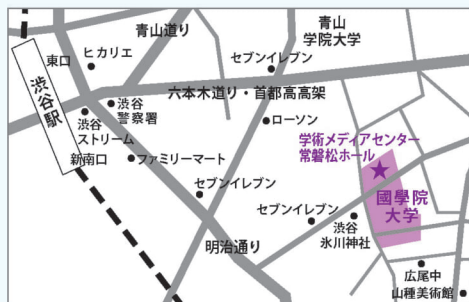 青山道り
青山
学院大学
東口
ヒカリエ
セブンイレブン
渋谷駅
六本木道り・首都高高架
渋谷
警察署
渋谷
ストリーム
ローソン
学術メディアセンター
常磐松ホール
新南口
ファミリーマート
セブンイレブン
國學院
大学
セブンイレブン
渋谷
氷川神社
明治通り
広尾中
山種美術館